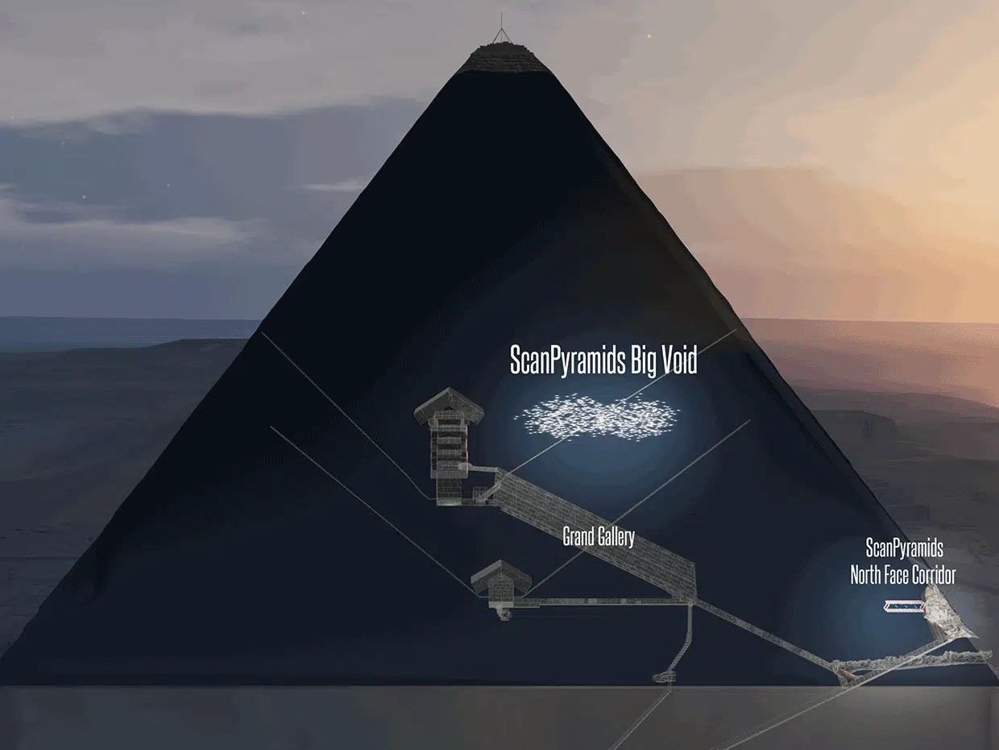 ScanPyramids Big Void
Grand Gallery
ScanPyramids
North Face Corridor